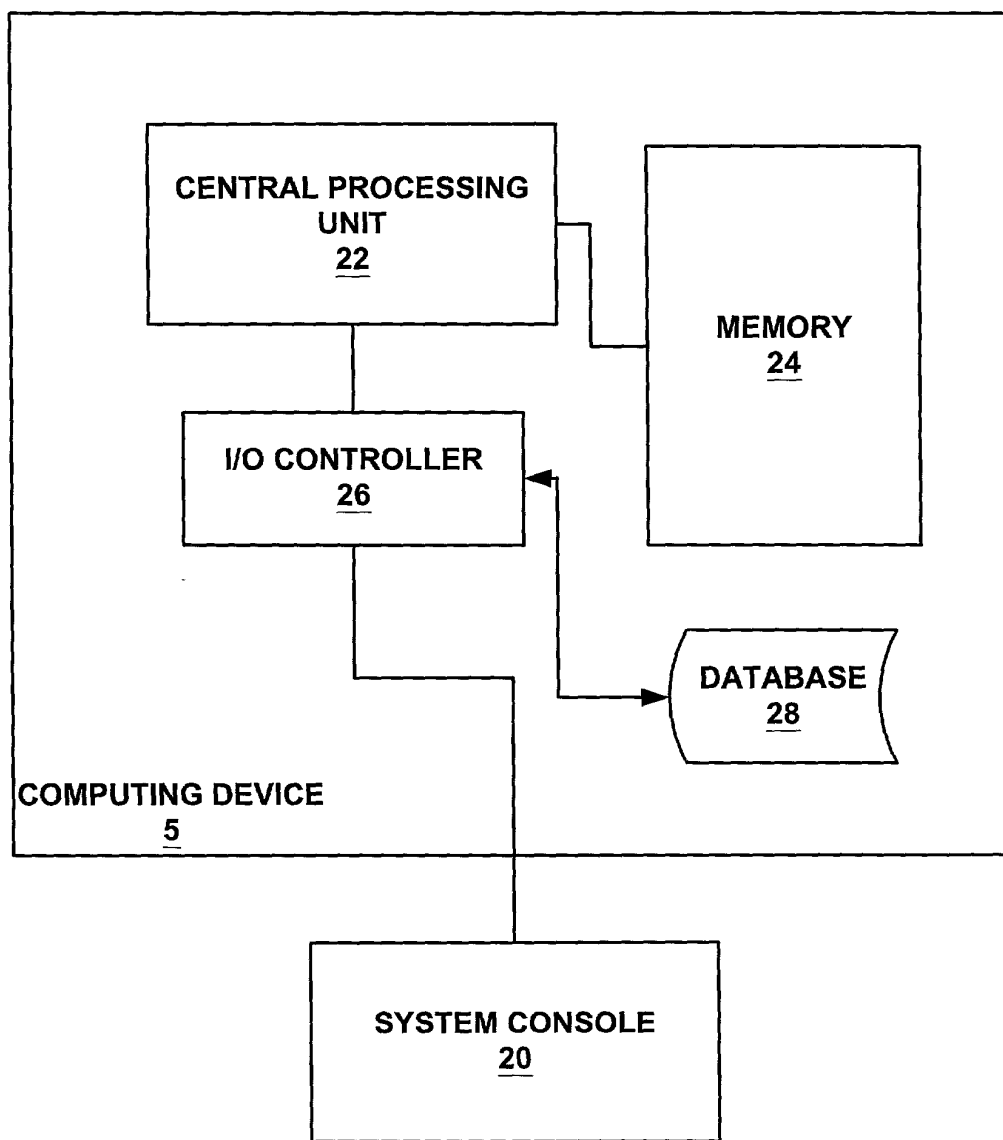 CENTRAL PROCESSING
UNIT
22
MEMORY
24
I/O CONTROLLER
26
DATABASE
28
COMPUTING DEVICE
5
SYSTEM CONSOLE
20